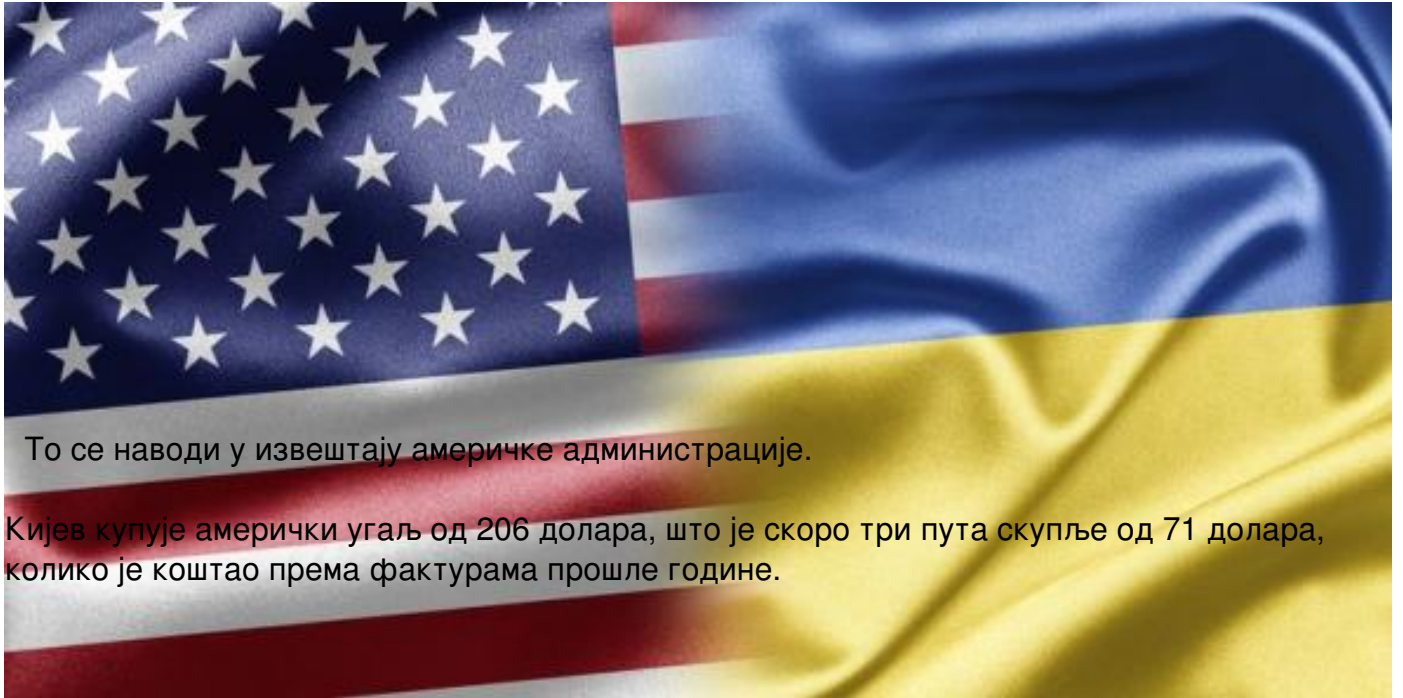 То се наводи у извештају америчке администрације.
Кијев купује амерички угаљ од 206 долара, што је скоро три пута скупље од 71 долара,
колико је коштао према фактурама прошле године.